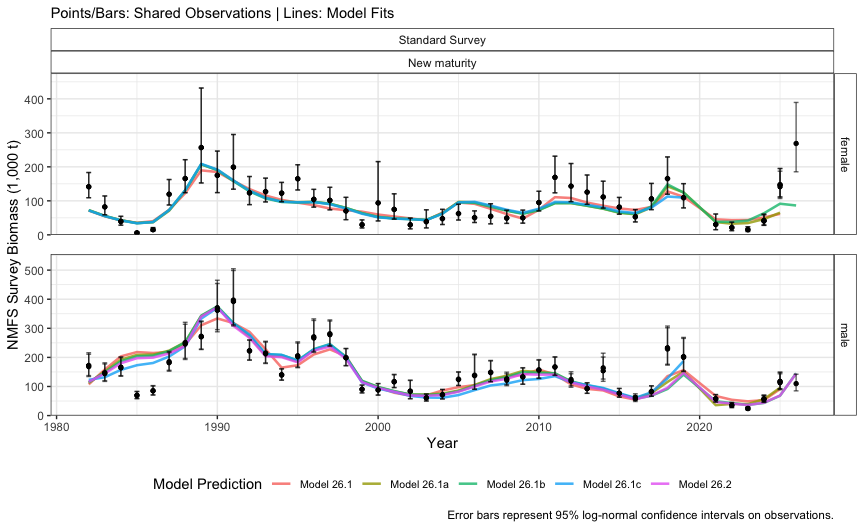 Points/Bars: Shared Observations | Lines: Model Fits
Standard Survey
New maturity
NMFS Survey Biomass (1,000 t)
400
300
200
100
0
female
500
400
300
200
100
0
male
1980 1990 2000 2010 2020
Year
Model Prediction Model 26.1 Model 26.1a Model 26.1b Model 26.1c Model 26.2
Error bars represent 95% log-normal confidence intervals on observations.